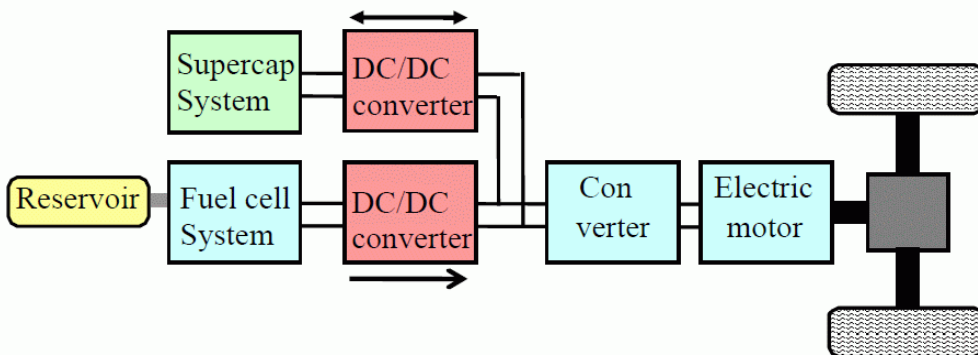 Supercap
System
DC/DC
converter
Reservoir
Fuel cell
System
DC/DC
converter
Con
verter
Electric
motor